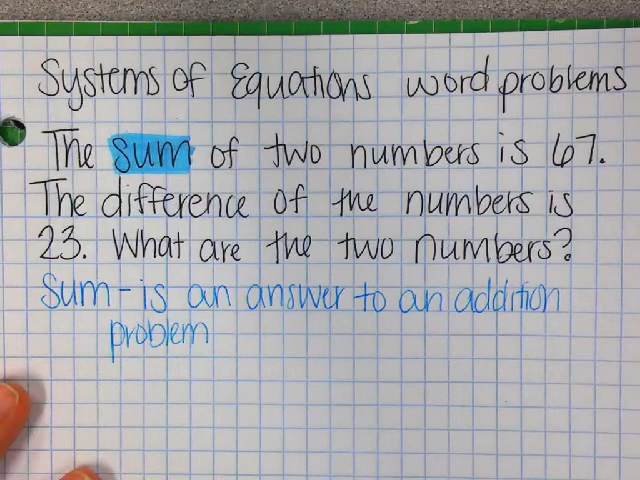 Systems of Equations word problems
The sum of two numbers is 67.
The difference of the numbers is
23. What are the two numbers?
Sum - is an answer to an addition
problem